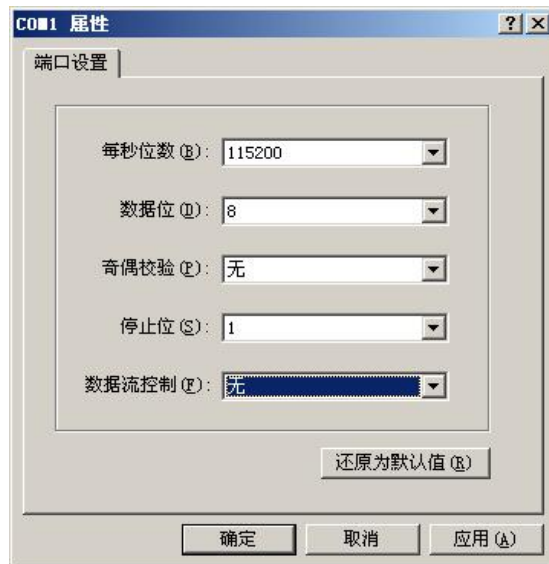 COM1 属性
端口设置
每秒位数(B): 115200
数据位(D): 8
奇偶校验(P): 无
停止位(S): 1
数据流控制(F): 无
还原为默认值(R)
确定 取消 应用(A)